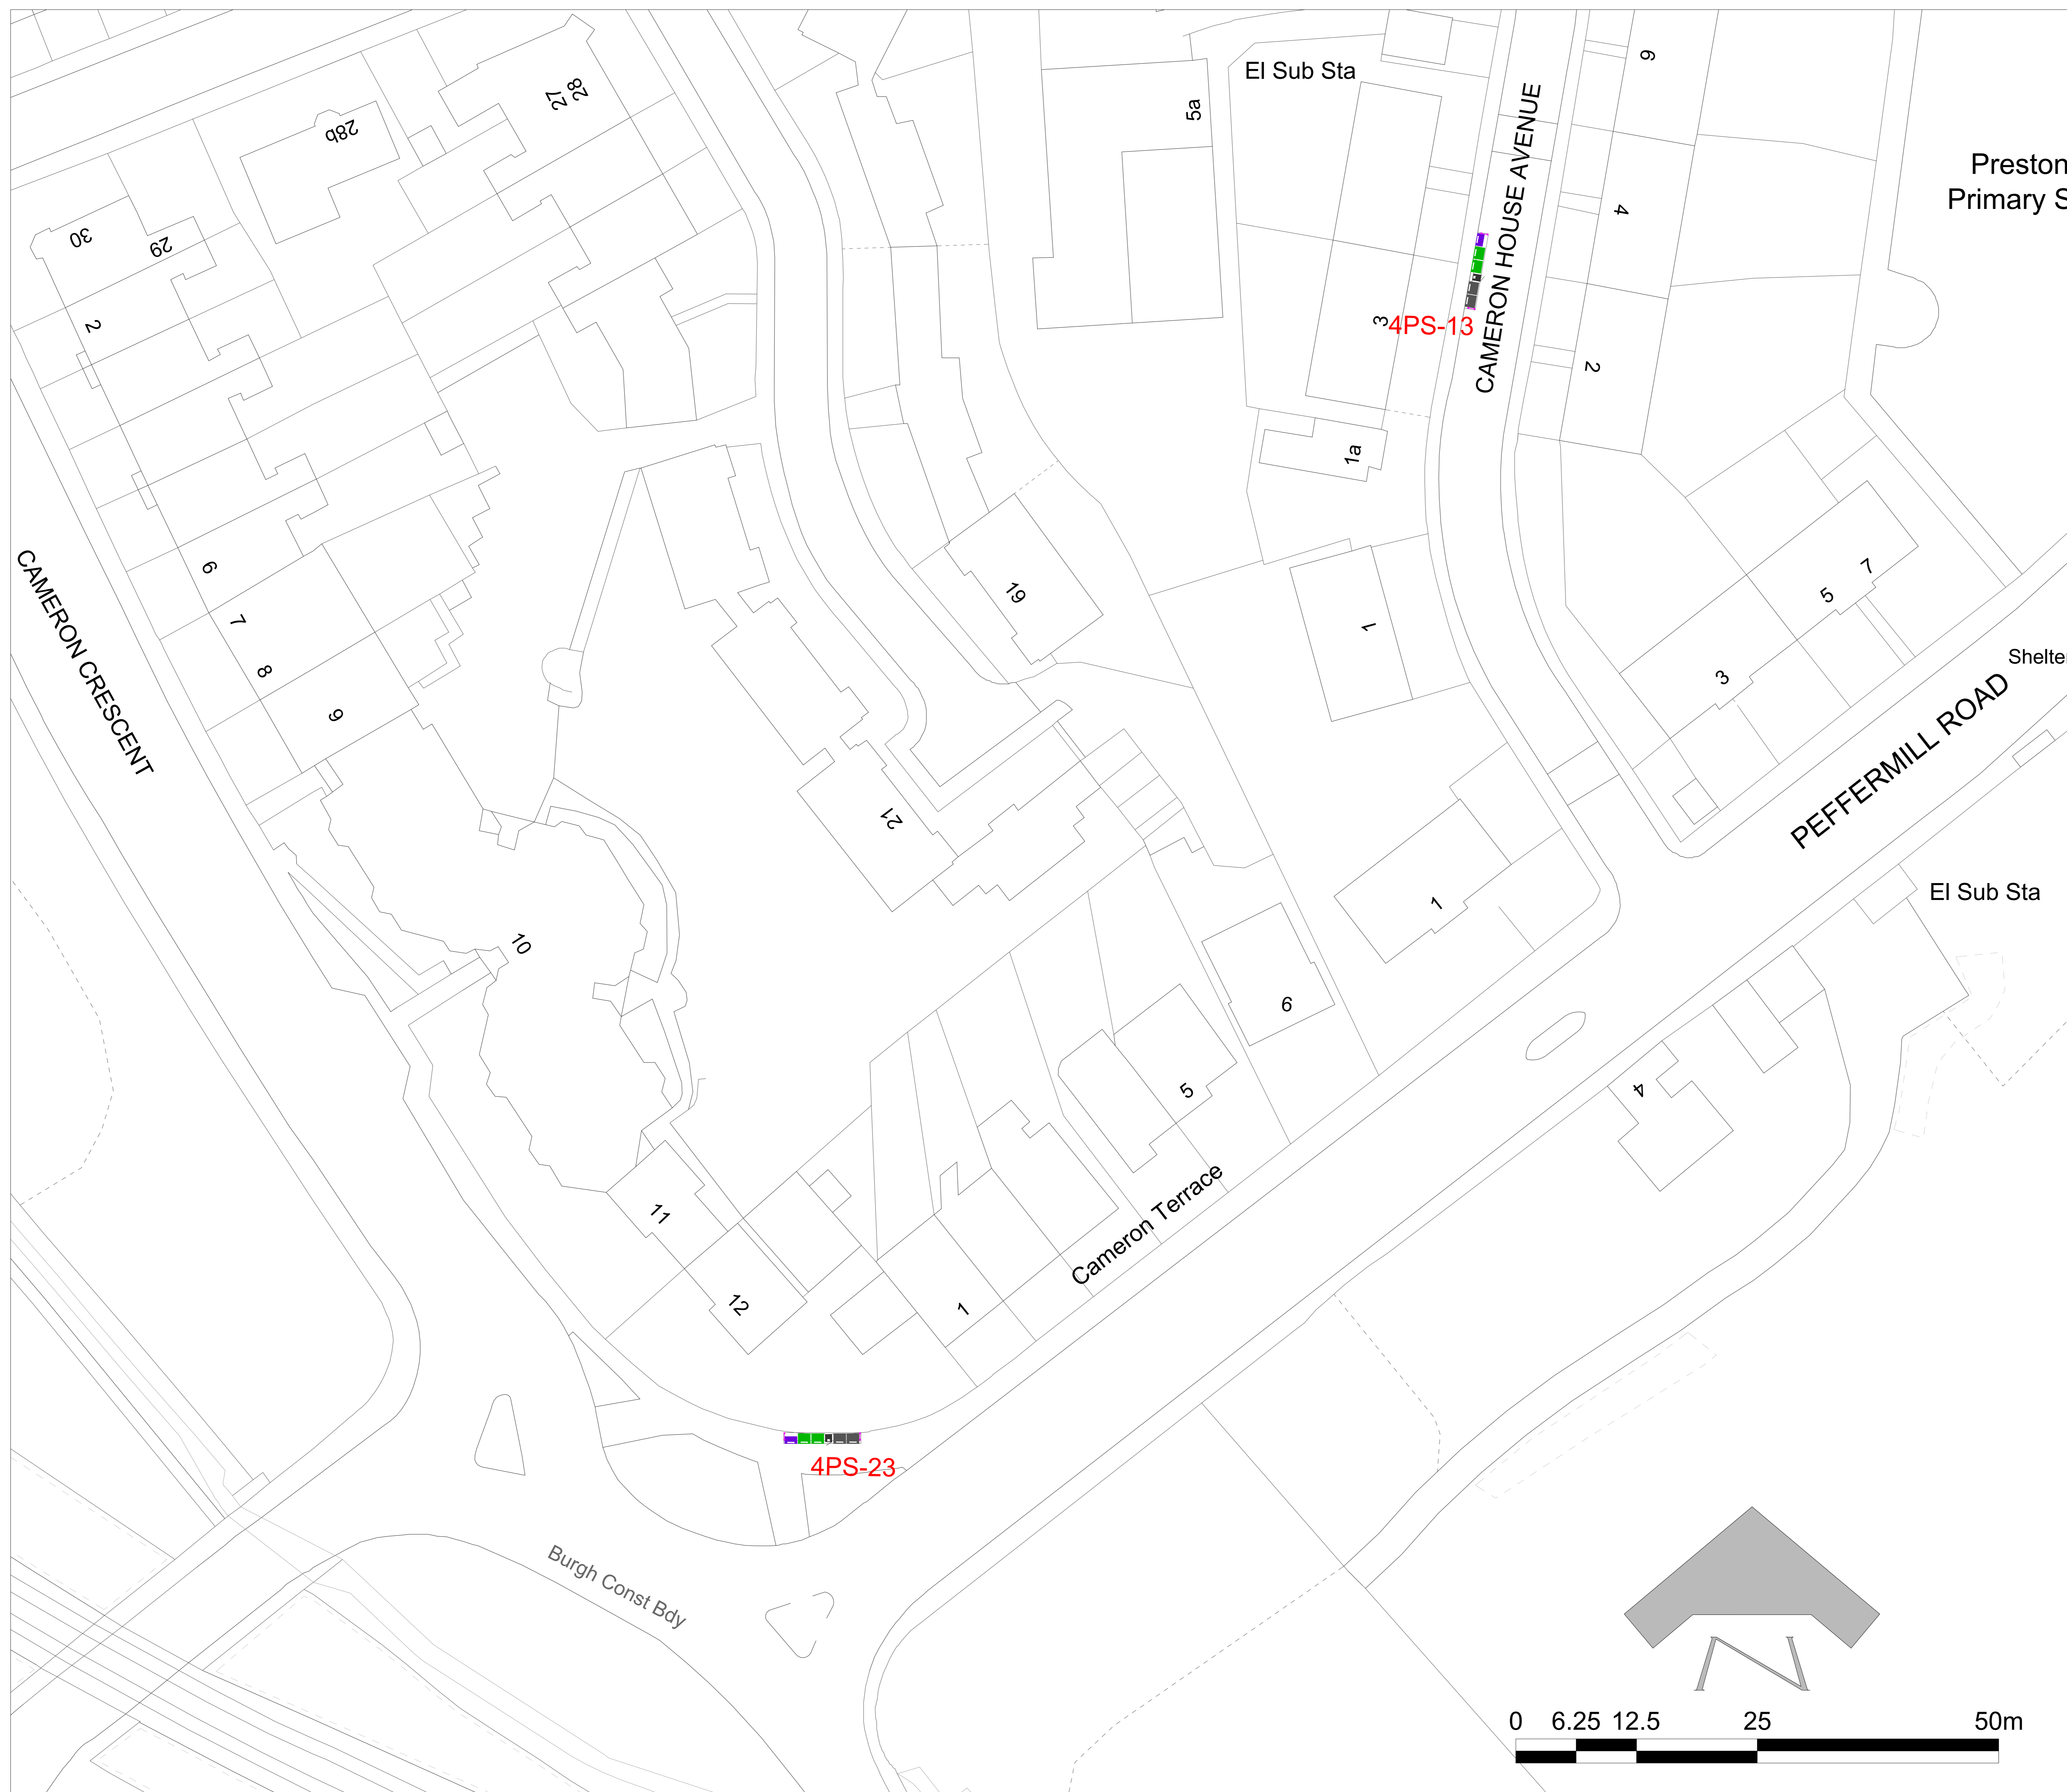 El Sub Sta
6
27
28
5a
28b
Preston
Primary S
CAMERON HOUSE AVENUE
4
30
29
2
3
4PS-13
2
1a
CAMERON CRESCENT
6
7
8
9
19
1
5
7
3
Shelter
PEFFERMILL ROAD
21
10
1
El Sub Sta
6
5
4
11
12
1
Cameron Terrace
4PS-23
Burgh Const Bdy
N
0 6.25 12.5 25 50m